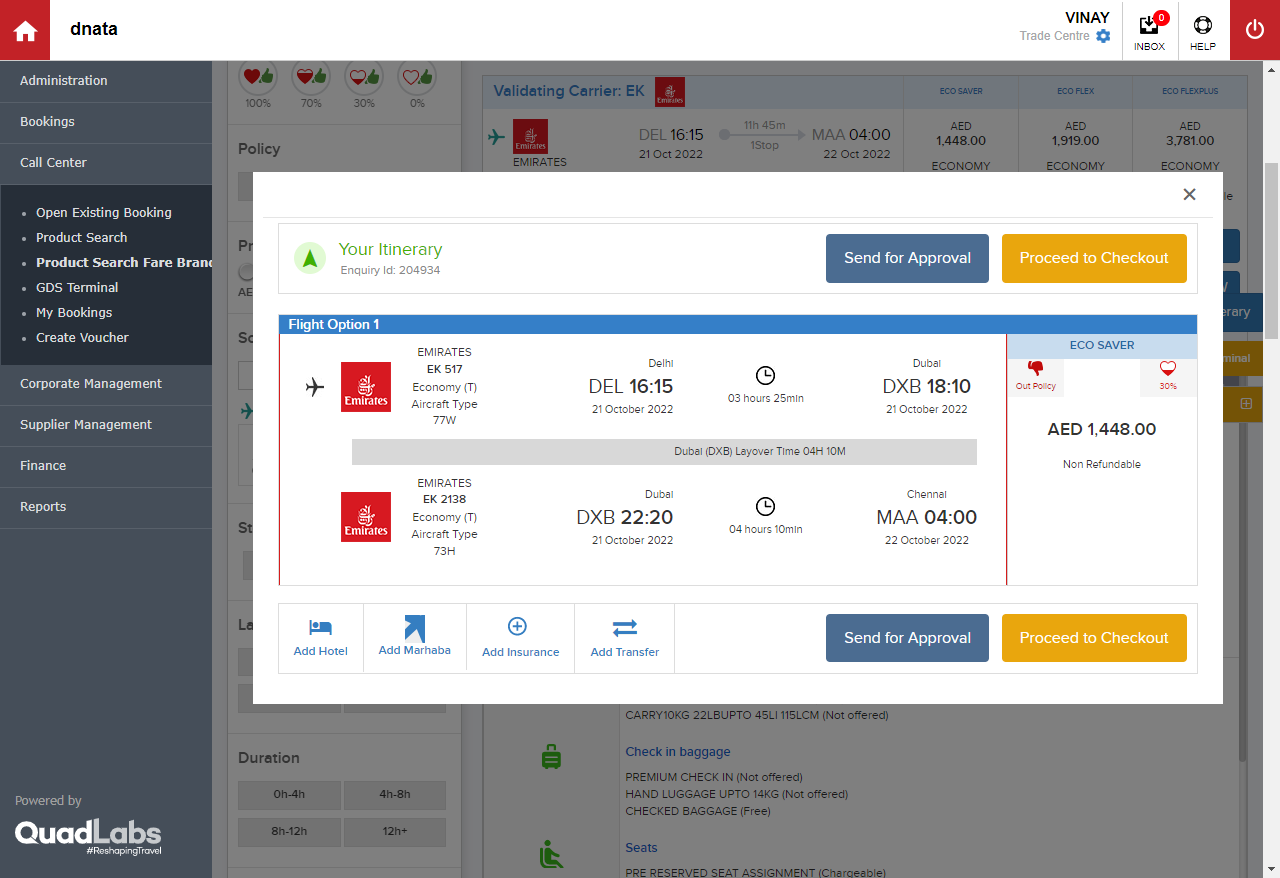 dnata
VINAY
Trade Centre
0
INBOX
HELP
Administration
Bookings
Call Center
Open Existing Booking
Product Search
Product Search Fare Bran
GDS Terminal
My Bookings
Create Voucher
Corporate Management
Supplier Management
Finance
Reports
Powered by
QuadLabs
#ReshapingTravel
100% 70% 30% 0%
Policy
Validating Carrier: EK
Emirates
ECO SAVER ECO FLEX ECO FLEXPLUS
Emirates
EMIRATES
DEL 16:15
21 Oct 2022
11h 45m
1Stop
MAA 04:00
22 Oct 2022
AED
1,448.00
ECONOMY
AED
1,919.00
ECONOMY
AED
3,781.00
ECONOMY
Your Itinerary
Enquiry Id: 204934
Send for Approval
Proceed to Checkout
Flight Option 1
Emirates
EMIRATES
EK 517
Economy (T)
Aircraft Type
77W
Delhi
DEL 16:15
21 October 2022
03 hours 25min
Dubai
DXB 18:10
21 October 2022
ECO SAVER
Out Policy
30%
AED 1,448.00
Non Refundable
Dubai (DXB) Layover Time 04H 10M
Emirates
EMIRATES
EK 2138
Economy (T)
Aircraft Type
73H
Dubai
DXB 22:20
21 October 2022
04 hours 10min
Chennai
MAA 04:00
22 October 2022
Add Hotel
Add Marhaba
Add Insurance
Add Transfer
Send for Approval
Proceed to Checkout
CARRY10KG 22LBUPTO 45LI 115LCM (Not offered)
Check in baggage
PREMIUM CHECK IN (Not offered)
HAND LUGGAGE UPTO 14KG (Not offered)
CHECKED BAGGAGE (Free)
Seats
PRE RESERVED SEAT ASSIGNMENT (Chargeable)
Duration
0h-4h 4h-8h
8h-12h 12h+